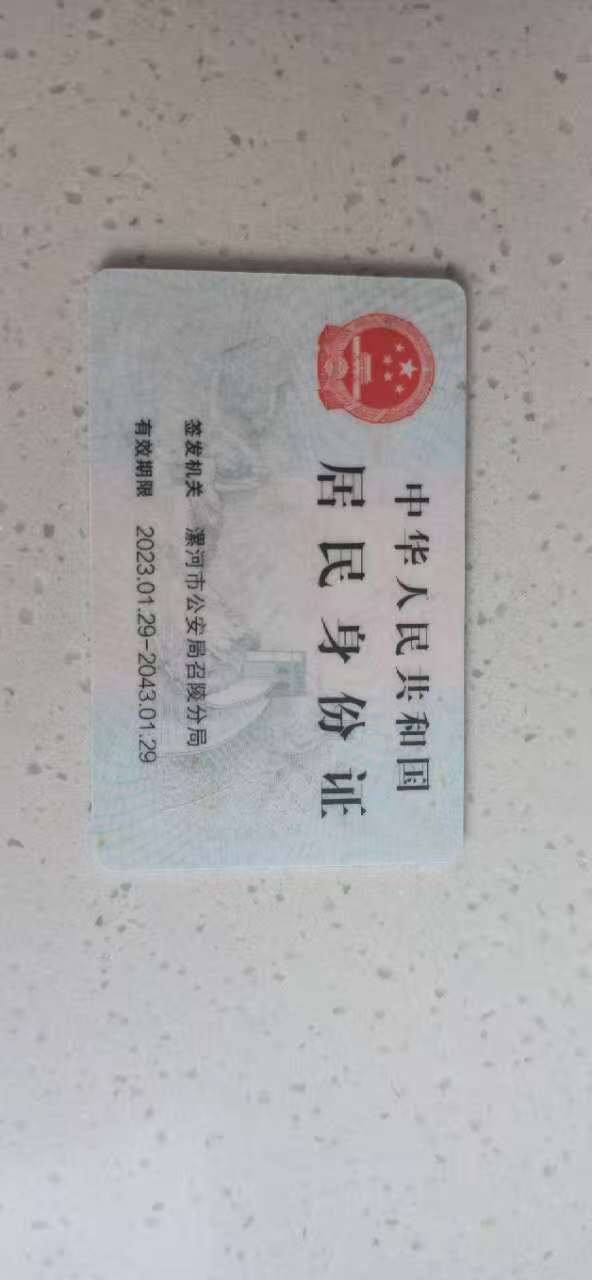 中华人民共和国
居民身份证
签发机关 漯河市公安局召陵分局
有效期限 2023.01.29-2043.01.29